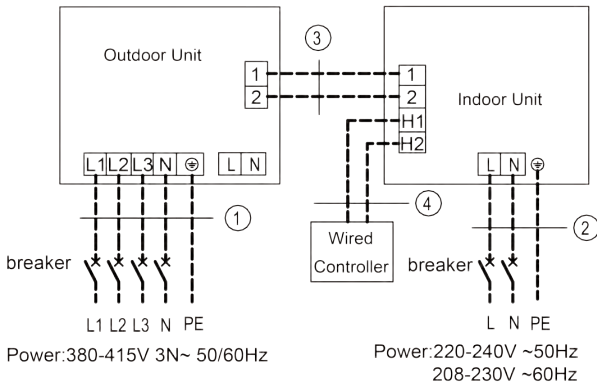 3
Outdoor Unit
1
1
2
2
Indoor Unit
H1
H2
L1 L2 L3 N ⏚ L N
L N ⏚
1
4
2
Wired
Controller
breaker
breaker
L1 L2 L3 N PE
L N PE
Power:380-415V 3N~ 50/60Hz
Power:220-240V ~50Hz
208-230V ~60Hz